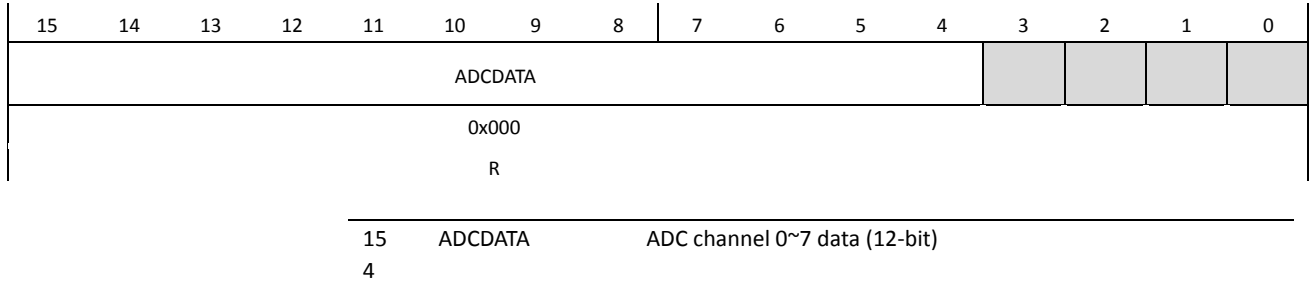 15 14 13 12 11 10 9 8 7 6 5 4 3 2 1 0
ADCDATA
0x000
R
15 ADCDATA ADC channel 0~7 data (12-bit)
4